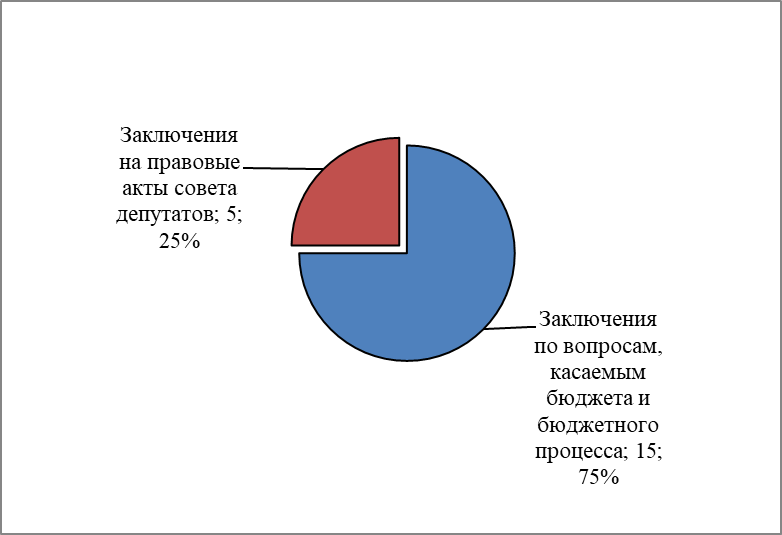 Заключения
на правовые
акты совета
депутатов; 5;
25%
Заключения
по вопросам,
касаемым
бюджета и
бюджетного
процесса; 15;
75%